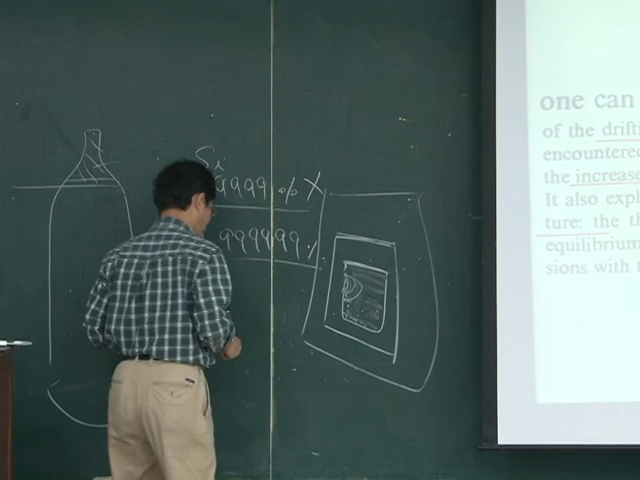 Si
9999 % X
999999 %
one can
of the drifti
encountered
the increase
It also expl
ture: the th
equilibrium
sions with t